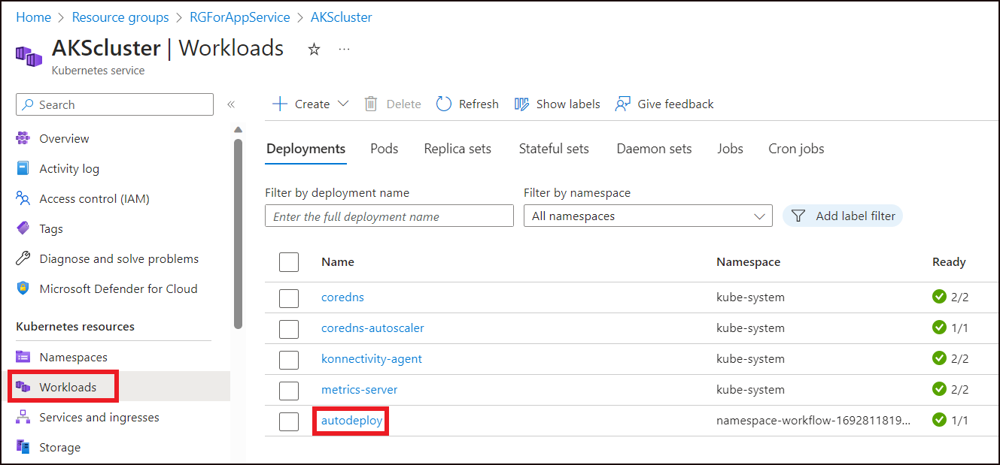 Home > Resource groups > RGForAppService > AKScluster
AKScluster | Workloads ...
Kubernetes service
Search «
Overview
Activity log
Access control (IAM)
Tags
Diagnose and solve problems
Microsoft Defender for Cloud
Kubernetes resources
Namespaces
Workloads
Services and ingresses
Storage
Create Delete Refresh Show labels Give feedback
Deployments Pods Replica sets Stateful sets Daemon sets Jobs Cron jobs
Filter by deployment name Filter by namespace
Enter the full deployment name All namespaces Add label filter
Name Namespace Ready
coredns kube-system 2/2
coredns-autoscaler kube-system 1/1
konnectivity-agent kube-system 2/2
metrics-server kube-system 2/2
autodeploy namespace-workflow-1692811819... 1/1